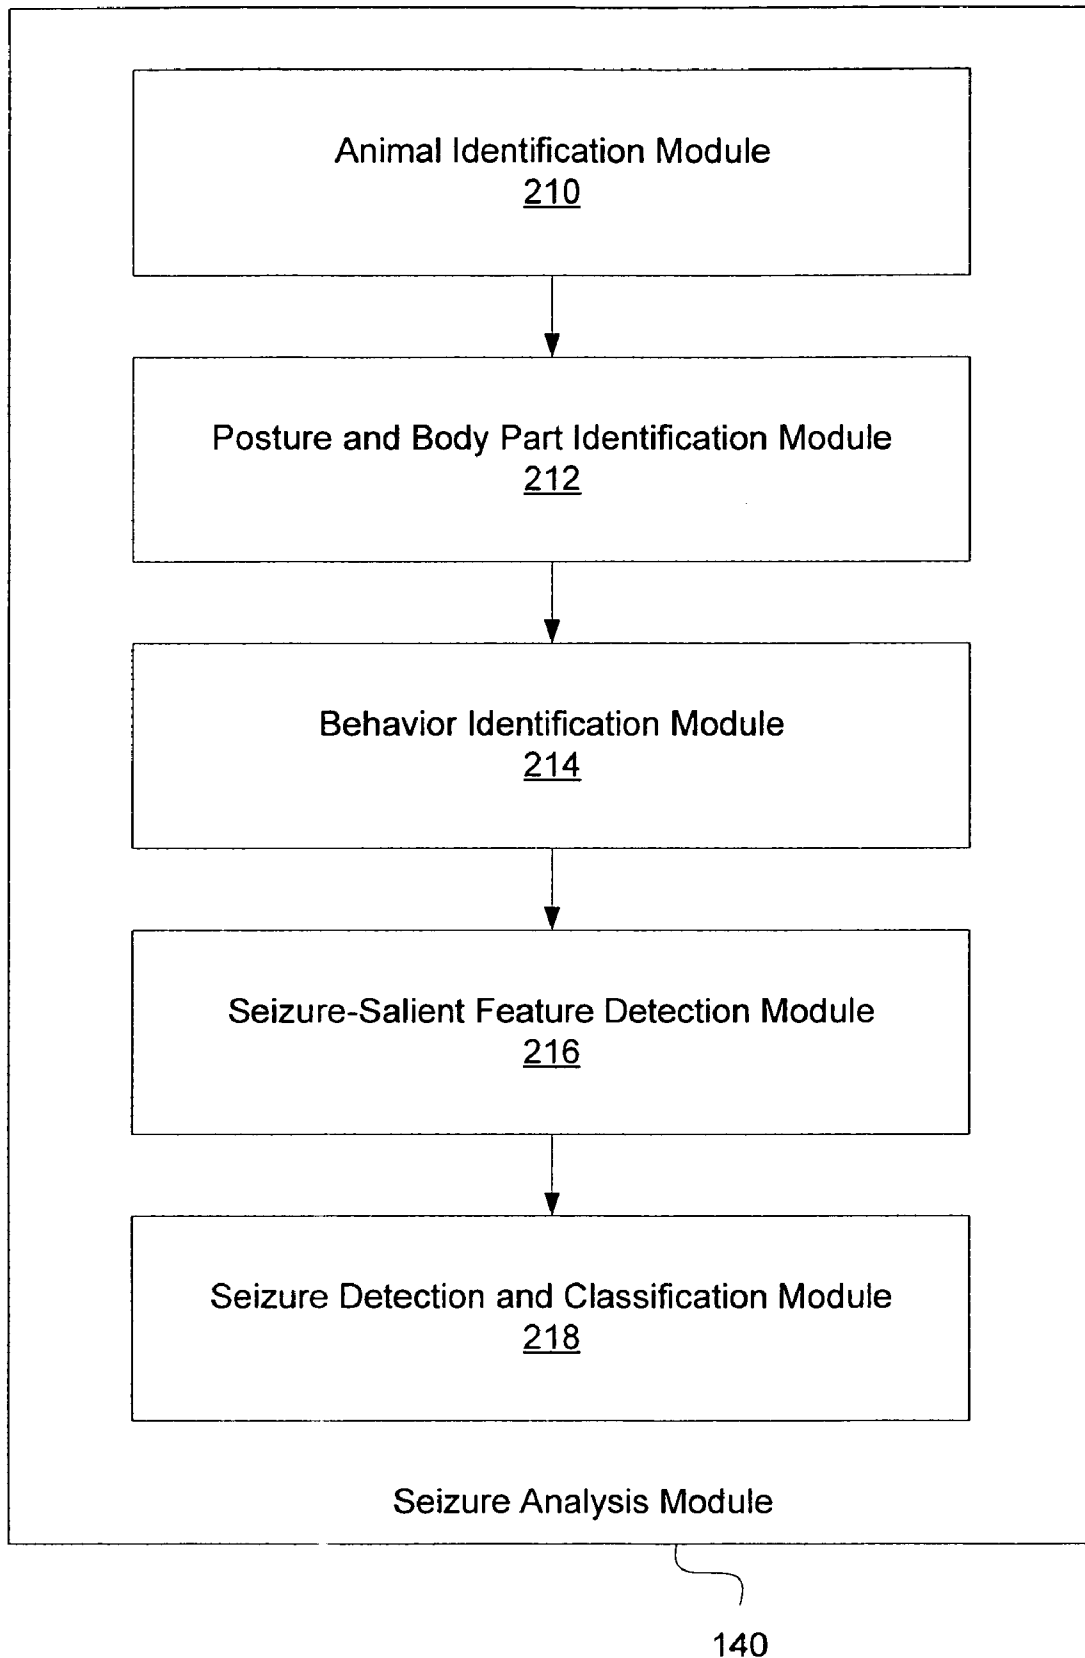 Animal Identification Module
210
Posture and Body Part Identification Module
212
Behavior Identification Module
214
Seizure-Salient Feature Detection Module
216
Seizure Detection and Classification Module
218
Seizure Analysis Module
140